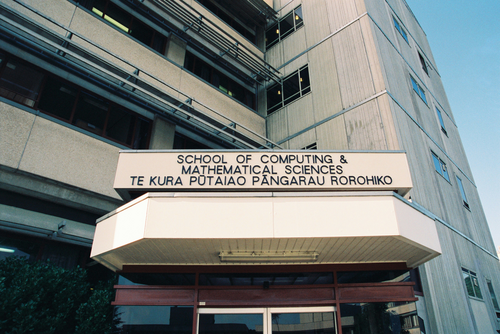 SCHOOL OF COMPUTING &
MATHEMATICAL SCIENCES
TE KURA PŪTAIAO PĀNGARAU ROROHIKO